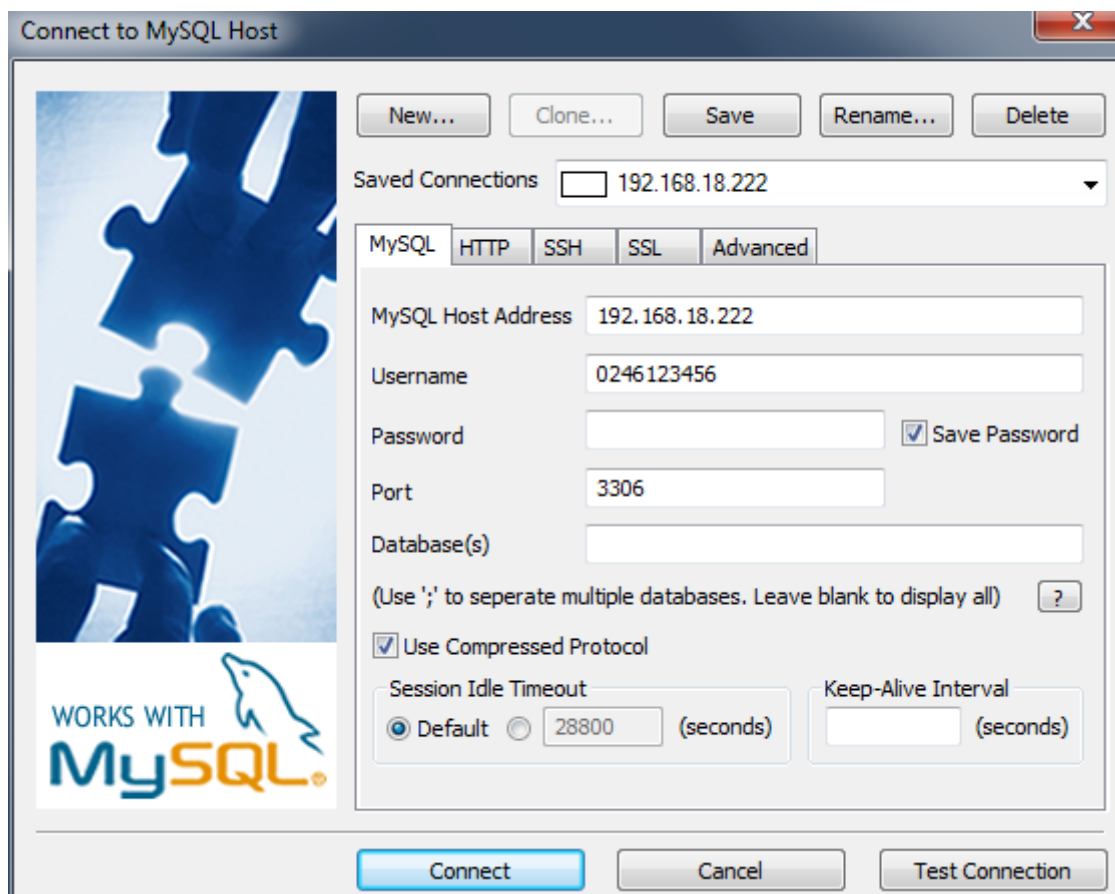 Connect to MySQL Host
New... Clone... Save Rename... Delete
Saved Connections 192.168.18.222
MySQL HTTP SSH SSL Advanced
MySQL Host Address 192.168.18.222
Username 0246123456
Password Save Password
Port 3306
Database(s)
(Use ';' to seperate multiple databases. Leave blank to display all) ?
Use Compressed Protocol
Session Idle Timeout Keep-Alive Interval
Default 28800 (seconds) (seconds)
WORKS WITH
MySQL®
Connect Cancel Test Connection